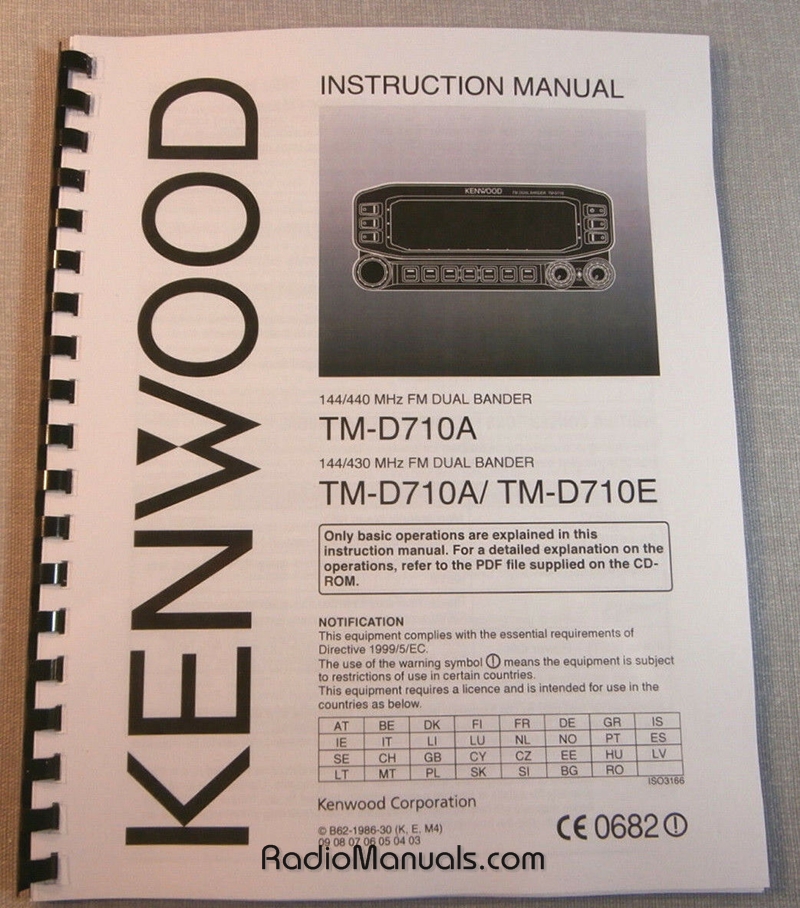 KENWOOD
INSTRUCTION MANUAL
KENWOOD
144/440 MHz FM DUAL BANDER
TM-D710A
144/430 MHz FM DUAL BANDER
TM-D710A/ TM-D710E
Only basic operations are explained in this
instruction manual. For a detailed explanation on the
operations, refer to the PDF file supplied on the CD-
ROM.
NOTIFICATION
This equipment complies with the essential requirements of
Directive 1999/5/EC.
The use of the warning symbol means the equipment is subject
to restrictions of use in certain countries.
This equipment requires a licence and is intended for use in the
countries as below.
AT BE DK FI FR DE GR IS
IE IT LI LU NL NO PT ES
SE CH GB CY CZ EE HU LV
LT MT PL SK SI BG RO
ISO3166
Kenwood Corporation
© B62-1986-30 (K, E, M4)
09 08 07 06 05 04 03
CE 0682
RadioManuals.com